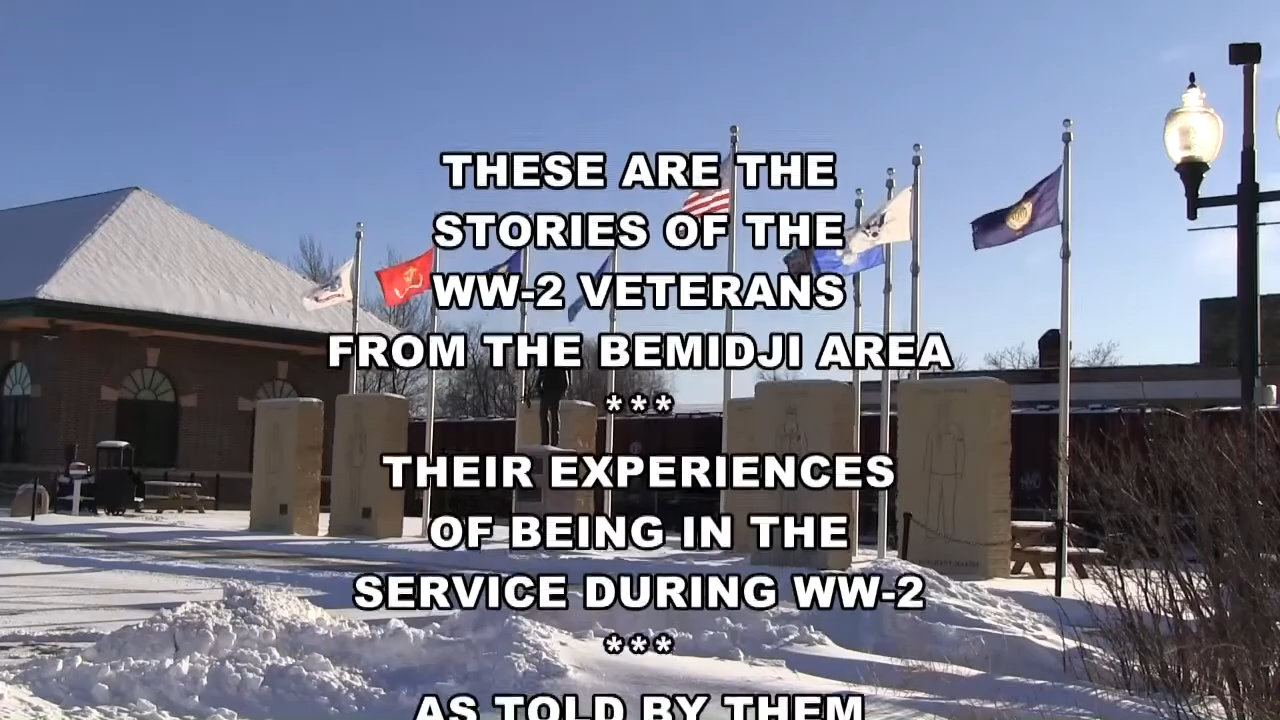 THESE ARE THE
STORIES OF THE
WW-2 VETERANS
FROM THE BEMIDJI AREA
***
THEIR EXPERIENCES
OF BEING IN THE
SERVICE DURING WW-2
***
AS TOLD BY THEM